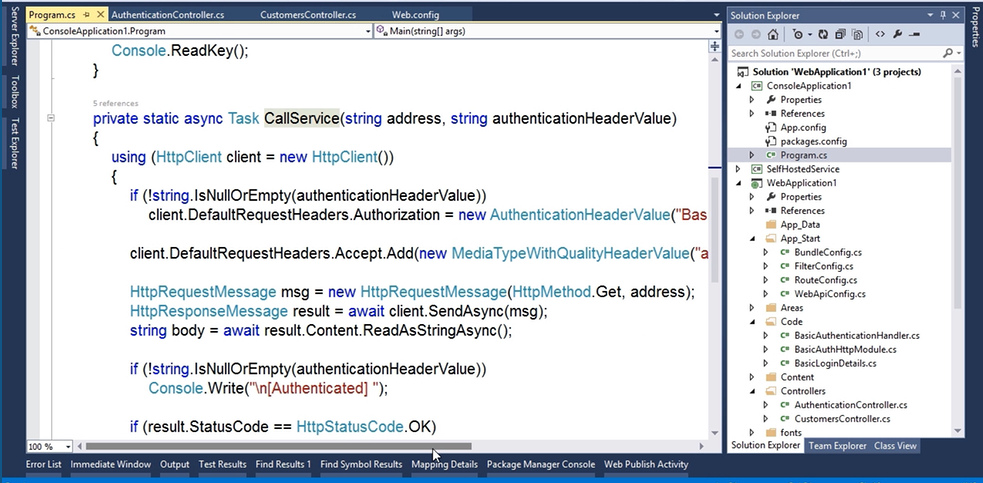 Program.cs
AuthenticationController.cs
CustomersController.cs
Web.config
ConsoleApplication1.Program
Main(string[] args)
Server Explorer
Toolbox
Test Explorer
Console.ReadKey();
}
5 references
private static async Task CallService(string address, string authenticationHeaderValue)
{
using (HttpClient client = new HttpClient())
{
if (!string.IsNullOrEmpty(authenticationHeaderValue))
client.DefaultRequestHeaders.Authorization = new AuthenticationHeaderValue("Bas
client.DefaultRequestHeaders.Accept.Add(new MediaTypeWithQualityHeaderValue("a
HttpRequestMessage msg = new HttpRequestMessage(HttpMethod.Get, address);
HttpResponseMessage result = await client.SendAsync(msg);
string body = await result.Content.ReadAsStringAsync();
if (!string.IsNullOrEmpty(authenticationHeaderValue))
Console.Write("\n[Authenticated] ");
if (result.StatusCode == HttpStatusCode.OK)
100 %
Error List
Immediate Window
Output
Test Results
Find Results 1
Find Symbol Results
Mapping Details
Package Manager Console
Web Publish Activity
Solution Explorer
Search Solution Explorer (Ctrl+;)
Solution 'WebApplication1' (3 projects)
ConsoleApplication1
Properties
References
App.config
packages.config
Program.cs
SelfHostedService
WebApplication1
Properties
References
App_Data
App_Start
BundleConfig.cs
FilterConfig.cs
RouteConfig.cs
WebApiConfig.cs
Areas
Code
BasicAuthenticationHandler.cs
BasicAuthHttpModule.cs
BasicLoginDetails.cs
Content
Controllers
AuthenticationController.cs
CustomersController.cs
fonts
Solution Explorer
Team Explorer
Class View
Properties